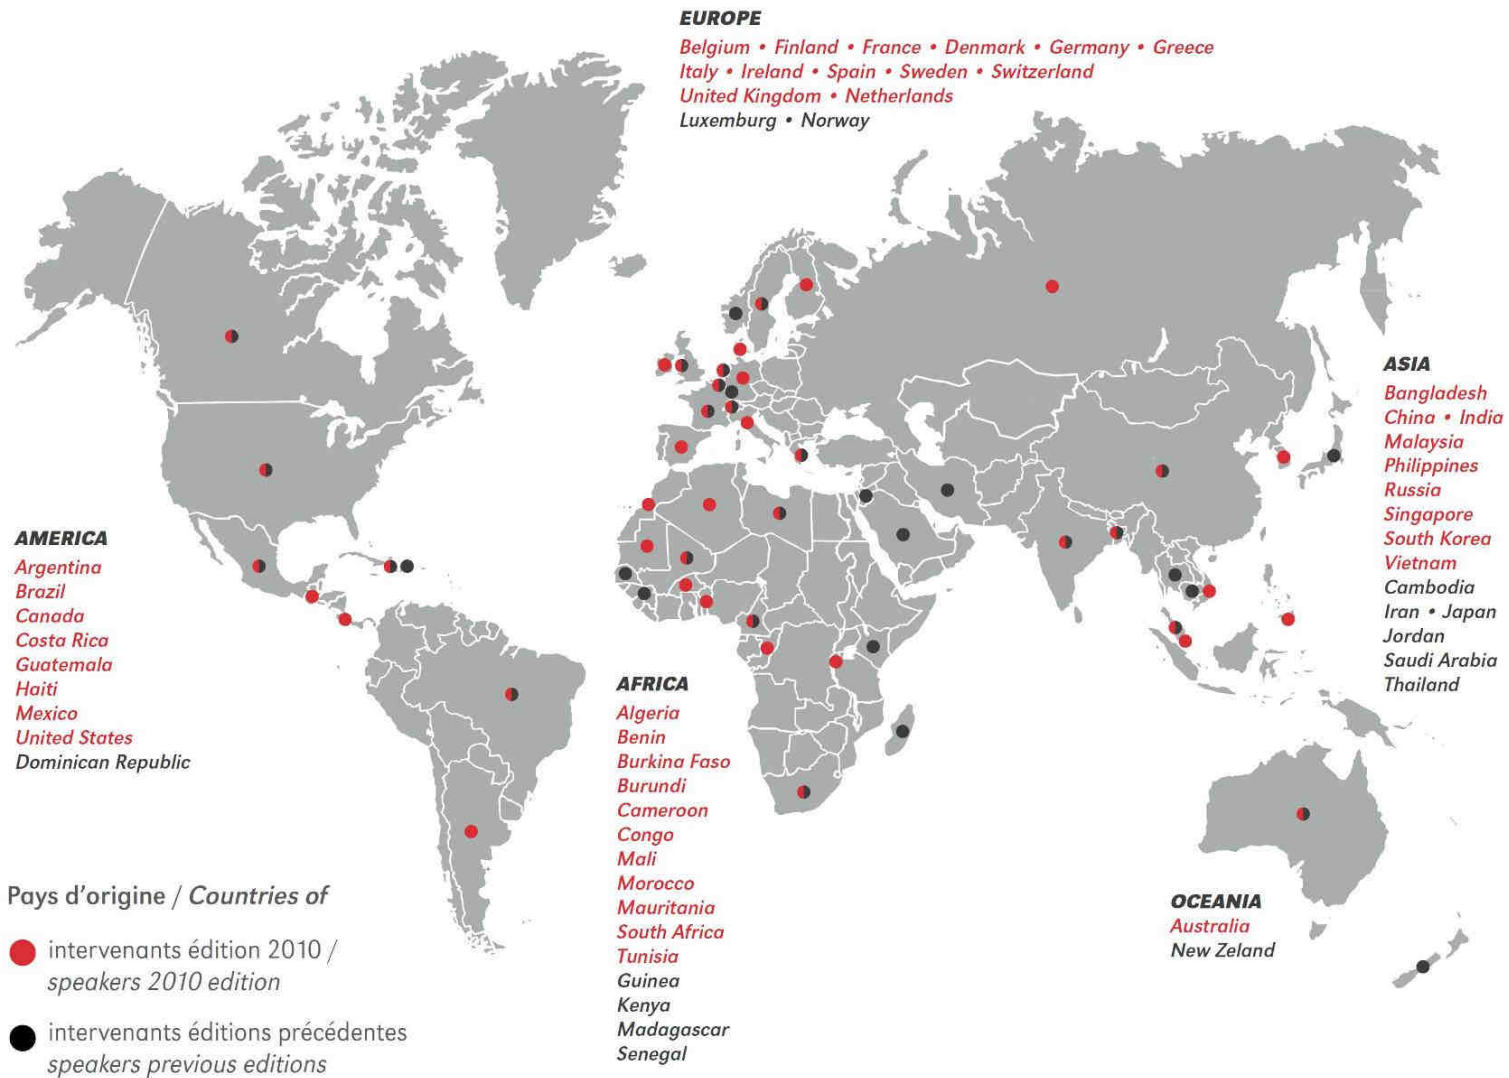 EUROPE
Belgium • Finland • France • Denmark • Germany • Greece
Italy • Ireland • Spain • Sweden • Switzerland
United Kingdom • Netherlands
Luxemburg • Norway
ASIA
Bangladesh
China • India
Malaysia
Philippines
Russia
Singapore
South Korea
Vietnam
Cambodia
Iran • Japan
Jordan
Saudi Arabia
Thailand
AMERICA
Argentina
Brazil
Canada
Costa Rica
Guatemala
Haiti
Mexico
United States
Dominican Republic
AFRICA
Algeria
Benin
Burkina Faso
Burundi
Cameroon
Congo
Mali
Morocco
Mauritania
South Africa
Tunisia
Guinea
Kenya
Madagascar
Senegal
OCEANIA
Australia
New Zeland
Pays d'origine / Countries of
intervenants édition 2010 /
speakers 2010 edition
intervenants éditions précédentes
speakers previous editions